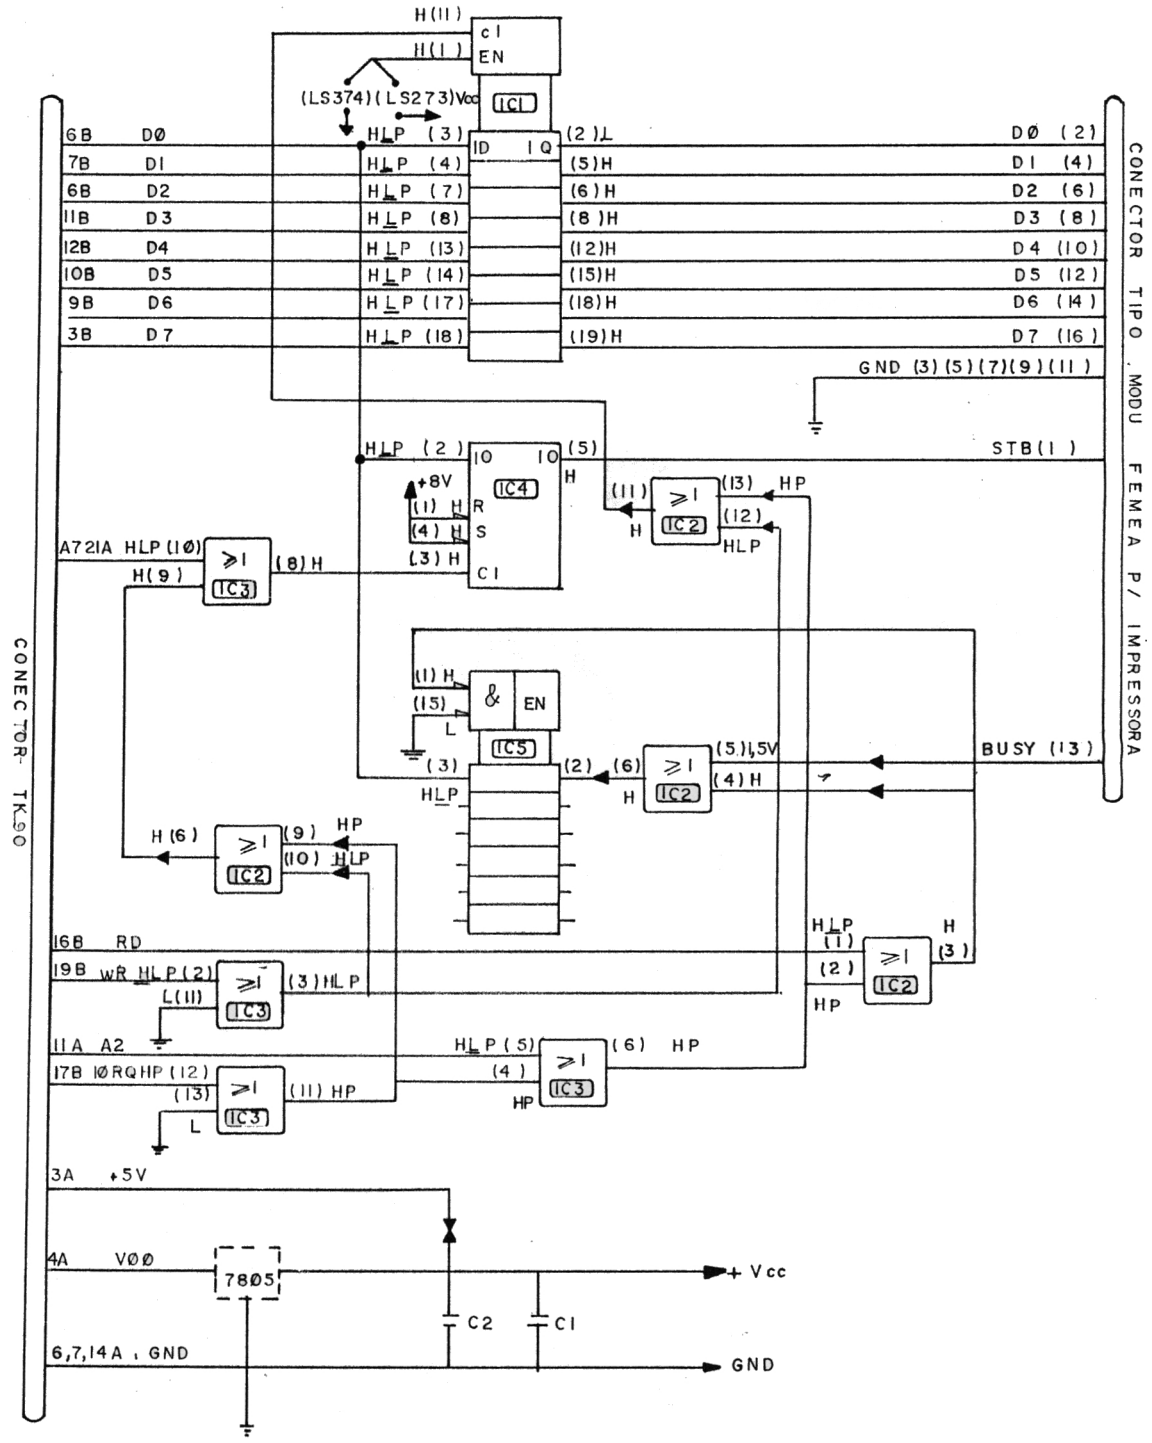 H(11)
c1
H(1)
EN
(LS374)(LS273)Vcc
IC1
6B DØ HLP (3) 1D 1Q (2)L DØ (2)
7B D1 HLP (4) (5)H D1 (4)
6B D2 HLP (7) (6)H D2 (6)
11B D3 HLP (8) (8)H D3 (8)
12B D4 HLP (13) (12)H D4 (10)
10B D5 HLP (14) (15)H D5 (12)
9B D6 HLP (17) (18)H D6 (14)
3B D7 HLP (18) (19)H D7 (16)
GND (3)(5)(7)(9)(11)
HLP (2) 10 10 (5) STB(1)
H
+8V
IC4
(1) H R
(4) H S
(3) H C1
(11) ≥1 (13) HP
H IC2 (12)
HLP
A721A HLP(1Ø) ≥1 (8)H
H(9) IC3
(1)H & EN
(15)
L
IC5
(3) (2) (6) ≥1 (5)1,5V BUSY (13)
HLP H IC2 (4)H
H(6) ≥1 (9) HP
IC2 (10) HLP
16B RD HLP (1) ≥1 H (3)
(2) IC2
HP
19B WR HLP(2) ≥1 (3)HLP
L(11) IC3
11A A2 HLP(5) ≥1 (6) HP
(4) IC3
HP
17B 1ØRQHP(12) ≥1 (11)HP
(13) IC3
L
3A +5V
4A VØØ 7805 + Vcc
C2 C1
6,7,14A, GND GND
CONECTOR- TK90
CONECTOR TIPO MODU FEMEA P/ IMPRESSORA